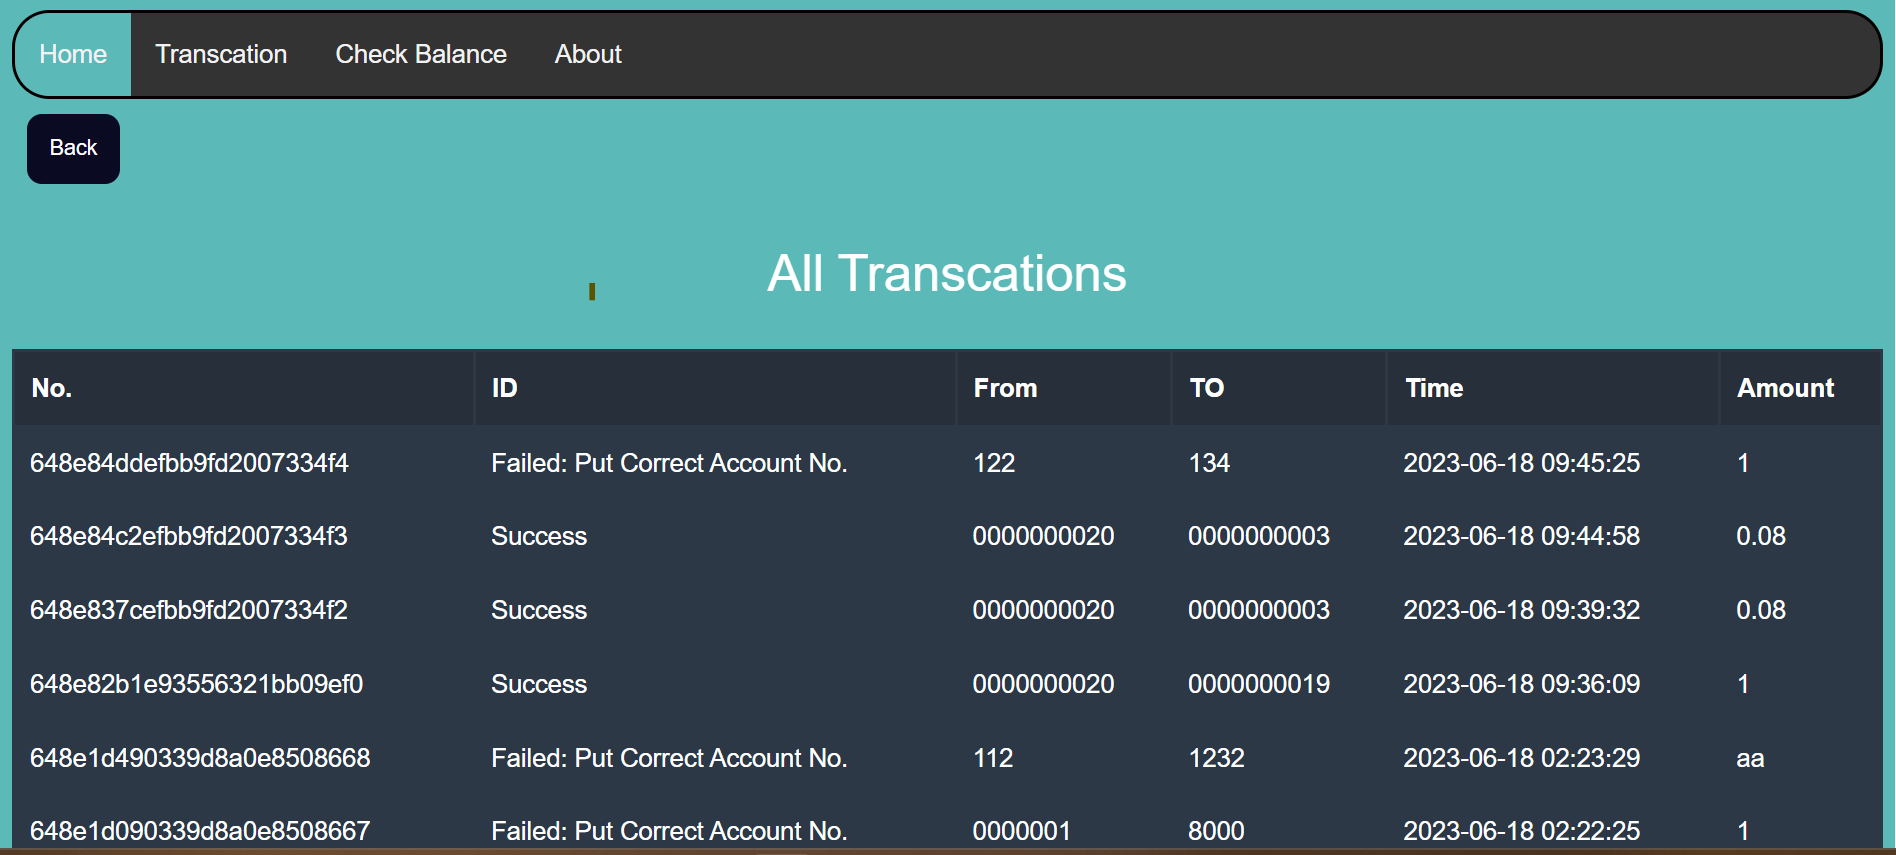 Home Transcation Check Balance About
Back
All Transcations
No. ID From TO Time Amount
648e84ddefbb9fd2007334f4 Failed: Put Correct Account No. 122 134 2023-06-18 09:45:25 1
648e84c2efbb9fd2007334f3 Success 0000000020 0000000003 2023-06-18 09:44:58 0.08
648e837cefbb9fd2007334f2 Success 0000000020 0000000003 2023-06-18 09:39:32 0.08
648e82b1e93556321bb09ef0 Success 0000000020 0000000019 2023-06-18 09:36:09 1
648e1d490339d8a0e8508668 Failed: Put Correct Account No. 112 1232 2023-06-18 02:23:29 aa
648e1d090339d8a0e8508667 Failed: Put Correct Account No. 0000001 8000 2023-06-18 02:22:25 1